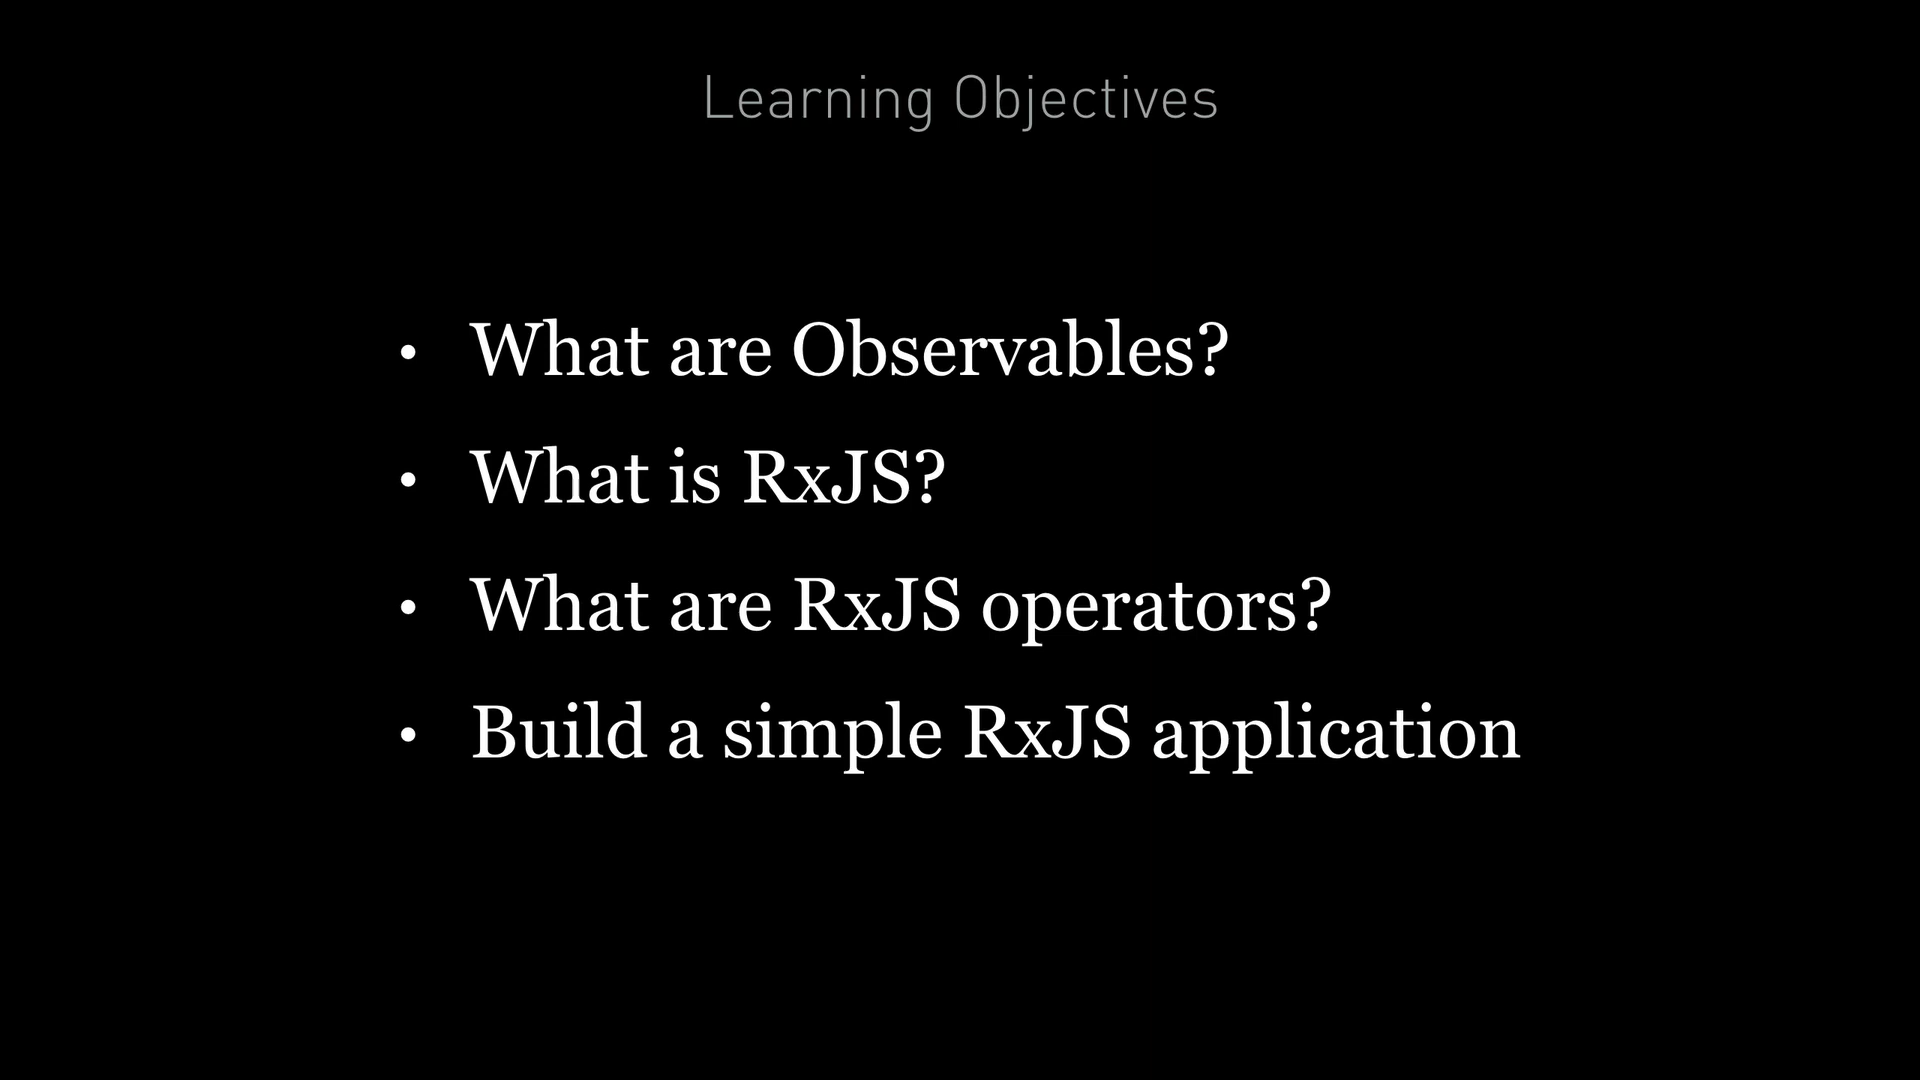 Learning Objectives
• What are Observables?
• What is RxJS?
• What are RxJS operators?
• Build a simple RxJS application